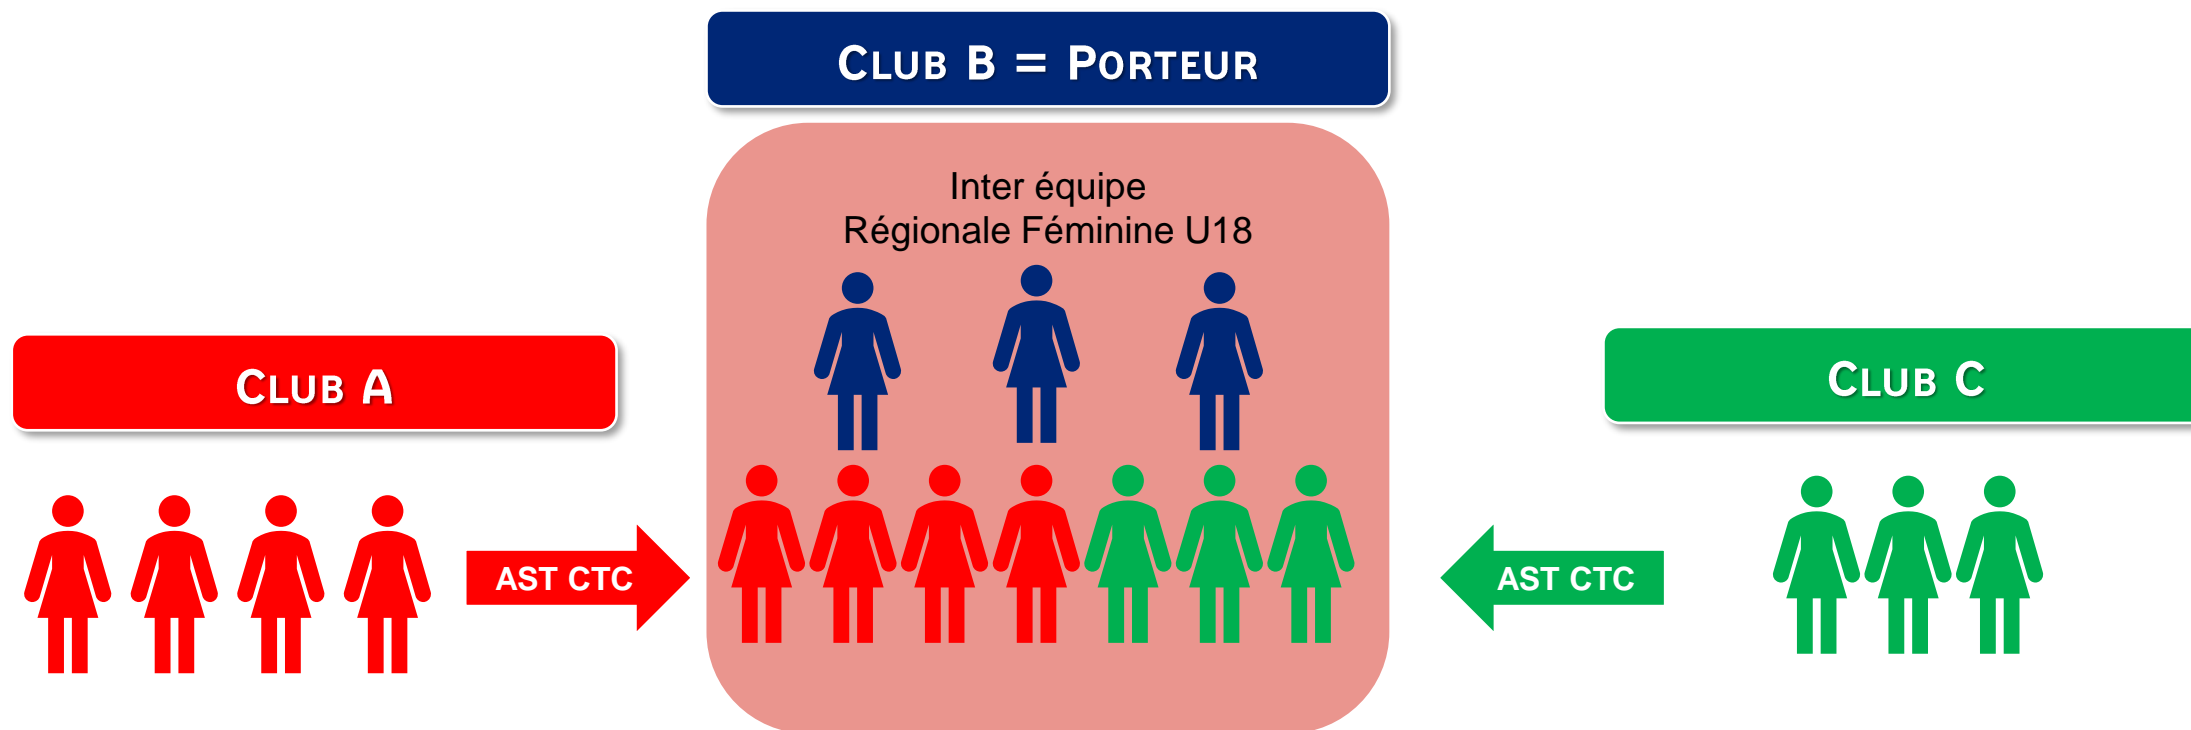 Club B = Porteur
Inter équipe
Régionale Féminine U18
Club A
Club C
AST CTC
AST CTC